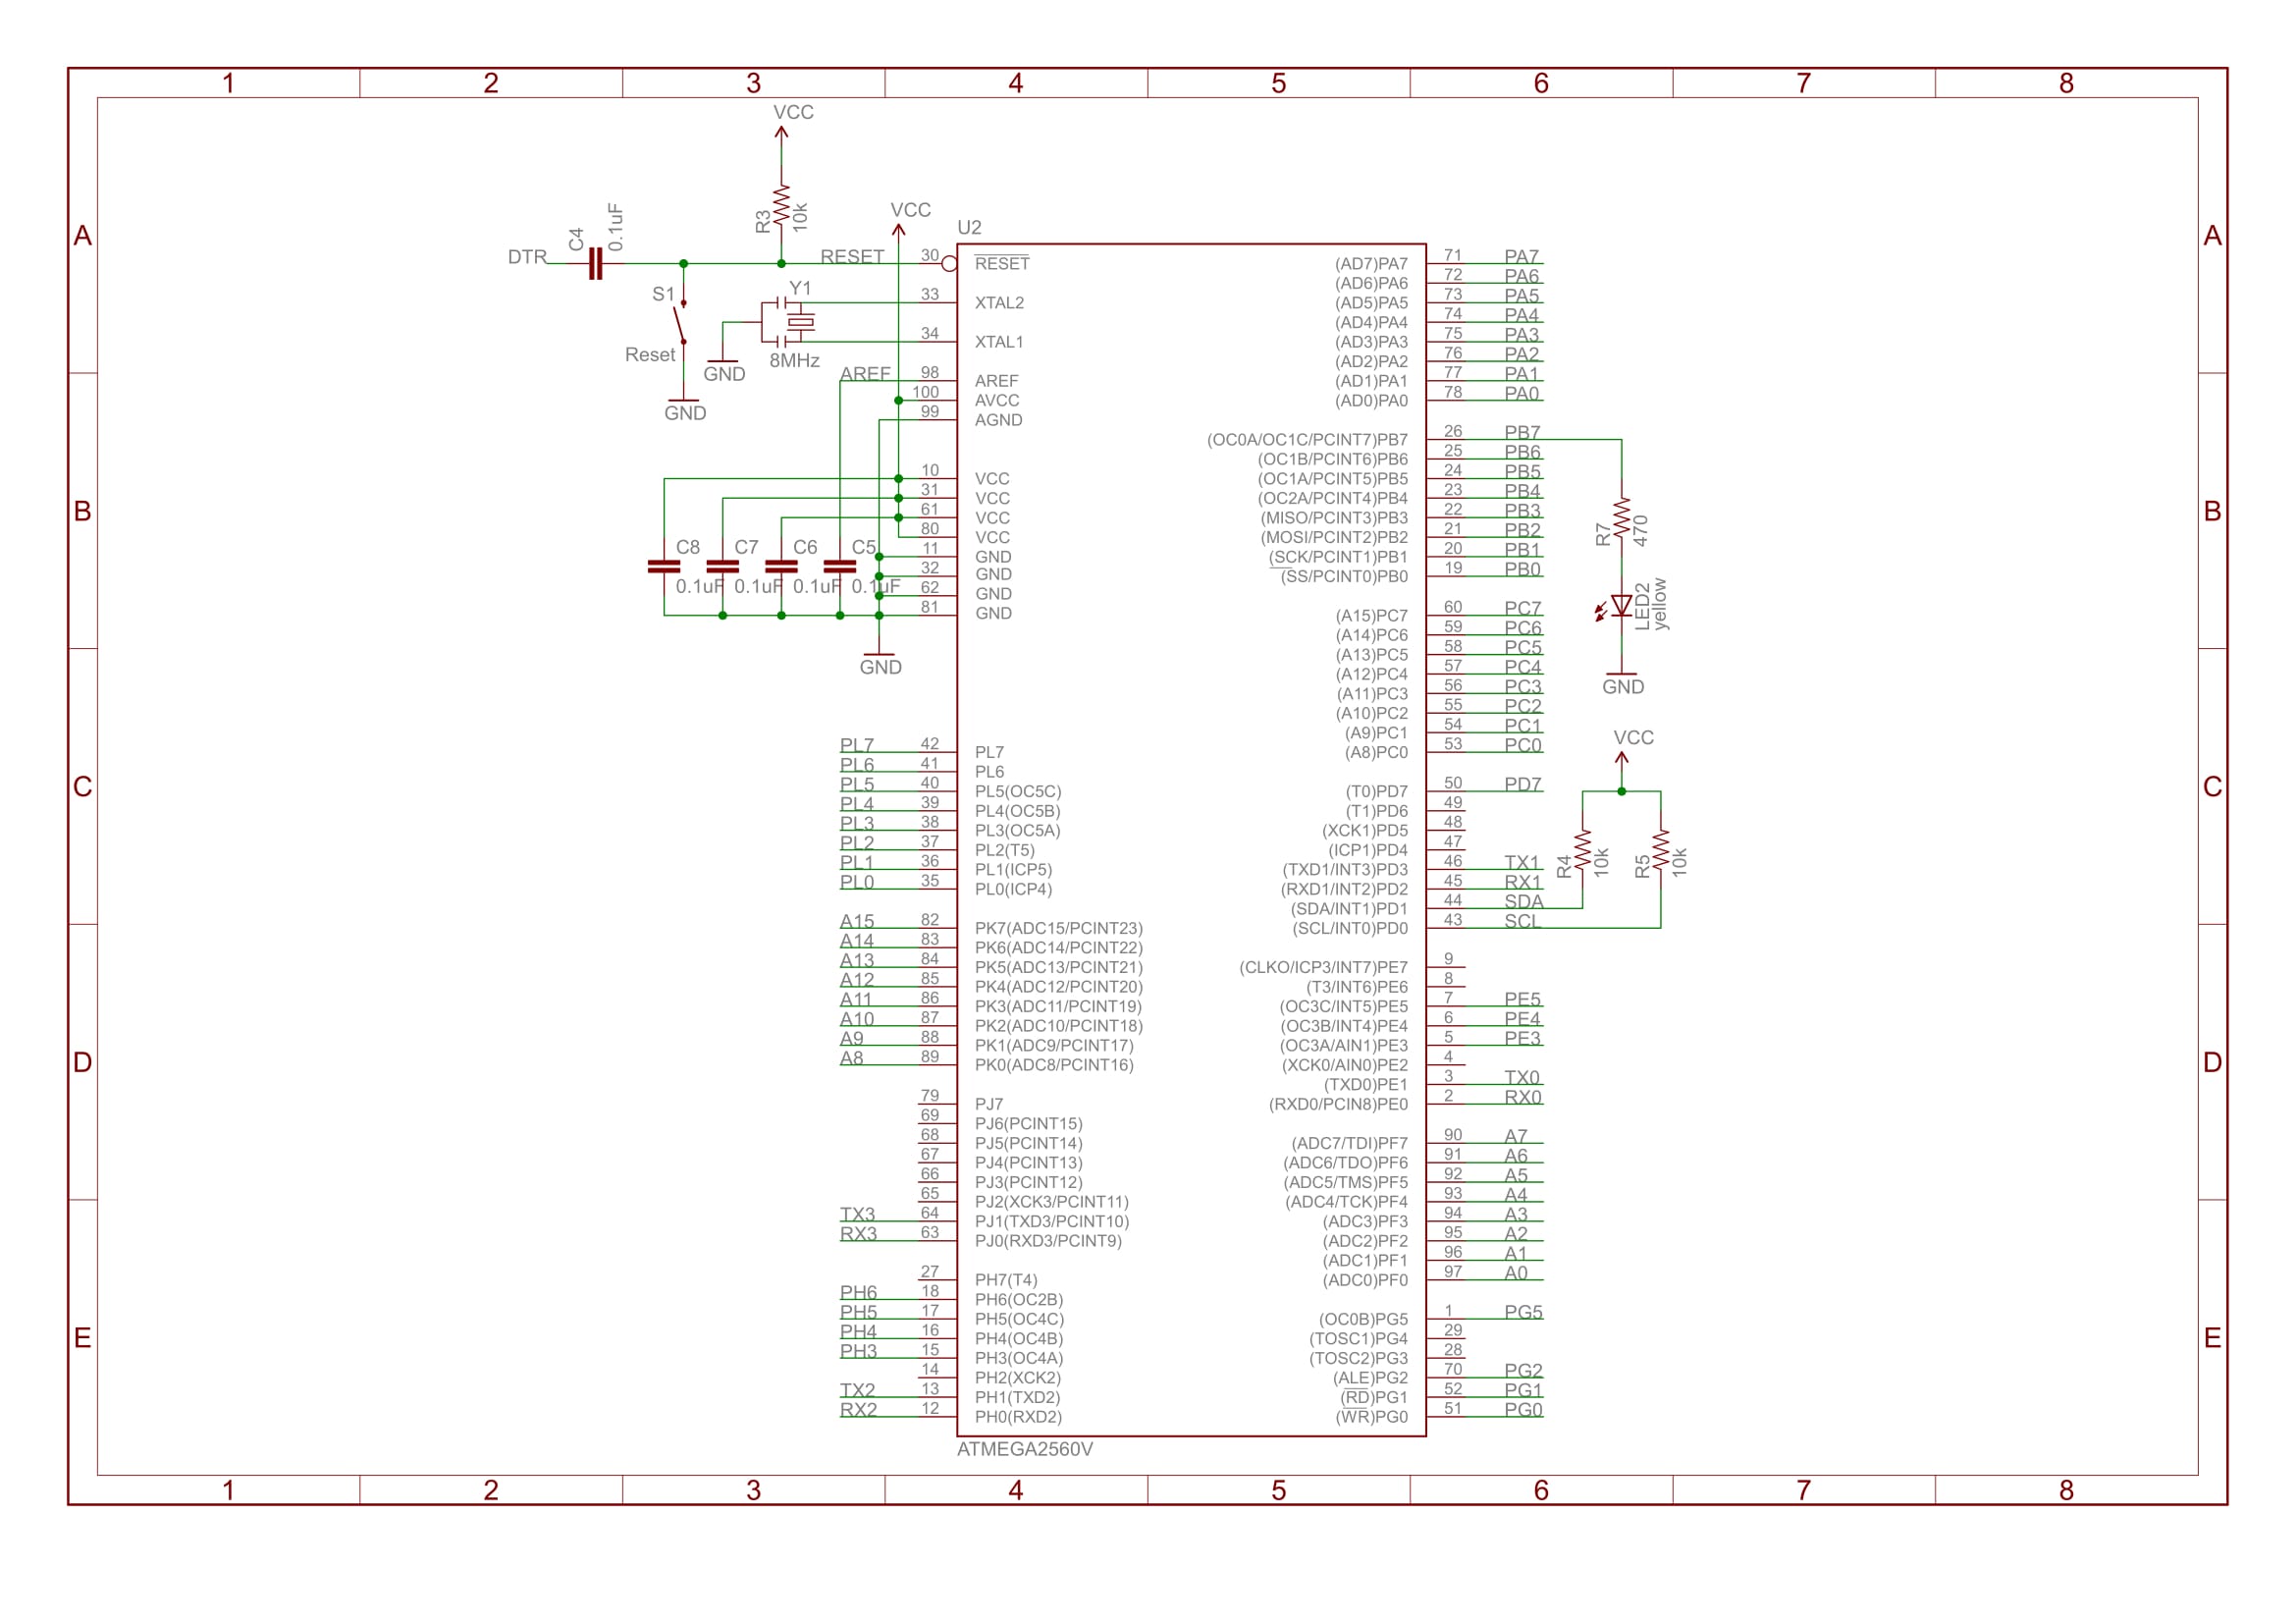 1 2 3 4 5 6 7 8
A A
B B
C C
D D
E E
VCC
R3
10k
DTR
C4
0.1uF
RESET
VCC
S1
Reset
GND
Y1
8MHz
GND
AREF
C8
0.1uF
C7
0.1uF
C6
0.1uF
C5
0.1uF
GND
U2
30 RESET
33 XTAL2
34 XTAL1
98 AREF
100 AVCC
99 AGND
10 VCC
31 VCC
61 VCC
80 VCC
11 GND
32 GND
62 GND
81 GND
PL7 42 PL7
PL6 41 PL6
PL5 40 PL5(OC5C)
PL4 39 PL4(OC5B)
PL3 38 PL3(OC5A)
PL2 37 PL2(T5)
PL1 36 PL1(ICP5)
PL0 35 PL0(ICP4)
A15 82 PK7(ADC15/PCINT23)
A14 83 PK6(ADC14/PCINT22)
A13 84 PK5(ADC13/PCINT21)
A12 85 PK4(ADC12/PCINT20)
A11 86 PK3(ADC11/PCINT19)
A10 87 PK2(ADC10/PCINT18)
A9 88 PK1(ADC9/PCINT17)
A8 89 PK0(ADC8/PCINT16)
79 PJ7
69 PJ6(PCINT15)
68 PJ5(PCINT14)
67 PJ4(PCINT13)
66 PJ3(PCINT12)
65 PJ2(XCK3/PCINT11)
TX3 64 PJ1(TXD3/PCINT10)
RX3 63 PJ0(RXD3/PCINT9)
27 PH7(T4)
PH6 18 PH6(OC2B)
PH5 17 PH5(OC4C)
PH4 16 PH4(OC4B)
PH3 15 PH3(OC4A)
14 PH2(XCK2)
TX2 13 PH1(TXD2)
RX2 12 PH0(RXD2)
ATMEGA2560V
(AD7)PA7 71 PA7
(AD6)PA6 72 PA6
(AD5)PA5 73 PA5
(AD4)PA4 74 PA4
(AD3)PA3 75 PA3
(AD2)PA2 76 PA2
(AD1)PA1 77 PA1
(AD0)PA0 78 PA0
(OC0A/OC1C/PCINT7)PB7 26 PB7
(OC1B/PCINT6)PB6 25 PB6
(OC1A/PCINT5)PB5 24 PB5
(OC2A/PCINT4)PB4 23 PB4
(MISO/PCINT3)PB3 22 PB3
(MOSI/PCINT2)PB2 21 PB2
(SCK/PCINT1)PB1 20 PB1
(SS/PCINT0)PB0 19 PB0
(A15)PC7 60 PC7
(A14)PC6 59 PC6
(A13)PC5 58 PC5
(A12)PC4 57 PC4
(A11)PC3 56 PC3
(A10)PC2 55 PC2
(A9)PC1 54 PC1
(A8)PC0 53 PC0
(T0)PD7 50 PD7
(T1)PD6 49
(XCK1)PD5 48
(ICP1)PD4 47
(TXD1/INT3)PD3 46 TX1
(RXD1/INT2)PD2 45 RX1
(SDA/INT1)PD1 44 SDA
(SCL/INT0)PD0 43 SCL
(CLKO/ICP3/INT7)PE7 9
(T3/INT6)PE6 8
(OC3C/INT5)PE5 7 PE5
(OC3B/INT4)PE4 6 PE4
(OC3A/AIN1)PE3 5 PE3
(XCK0/AIN0)PE2 4
(TXD0)PE1 3 TX0
(RXD0/PCIN8)PE0 2 RX0
(ADC7/TDI)PF7 90 A7
(ADC6/TDO)PF6 91 A6
(ADC5/TMS)PF5 92 A5
(ADC4/TCK)PF4 93 A4
(ADC3)PF3 94 A3
(ADC2)PF2 95 A2
(ADC1)PF1 96 A1
(ADC0)PF0 97 A0
(OC0B)PG5 1 PG5
(TOSC1)PG4 29
(TOSC2)PG3 28
(ALE)PG2 70 PG2
(RD)PG1 52 PG1
(WR)PG0 51 PG0
R7
470
LED2
yellow
GND
VCC
R4
10k
R5
10k
1 2 3 4 5 6 7 8